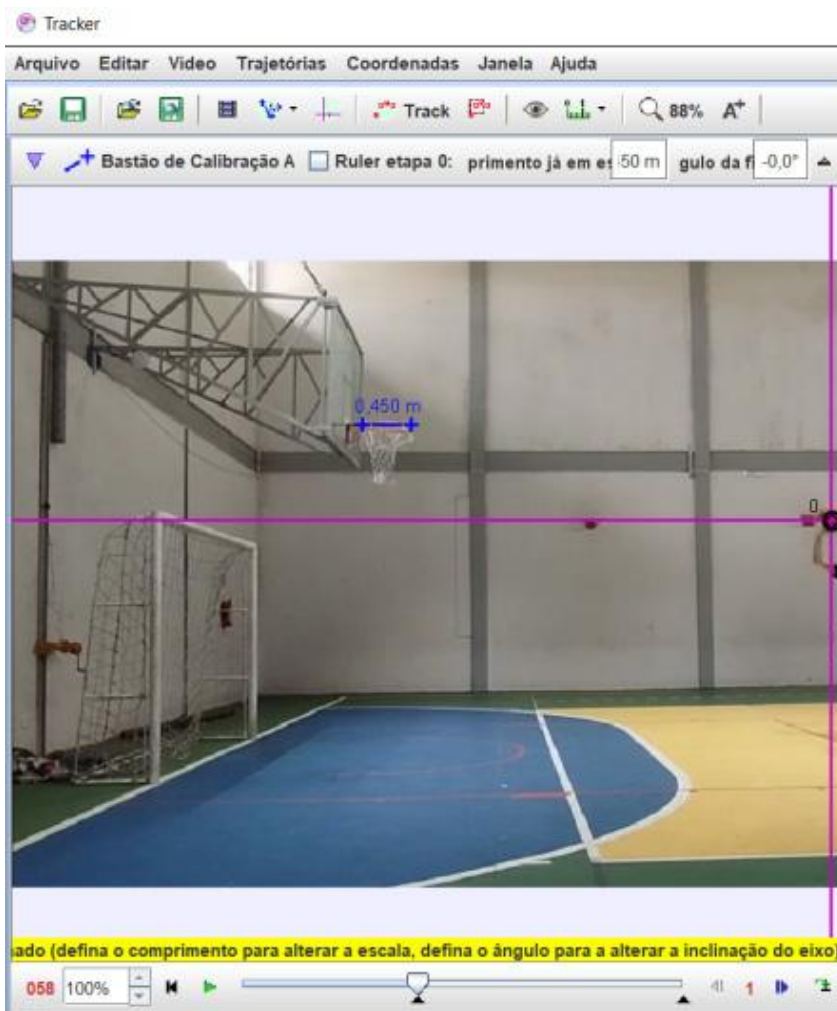 Tracker
Arquivo Editar Video Trajetórias Coordenadas Janela Ajuda
Track 88% A+
Bastão de Calibração A Ruler etapa 0: primento já em es 50 m gulo da fi -0,0°
0,450 m
0
ado (defina o comprimento para alterar a escala, defina o ângulo para a alterar a inclinação do eixo)
058 100% 1